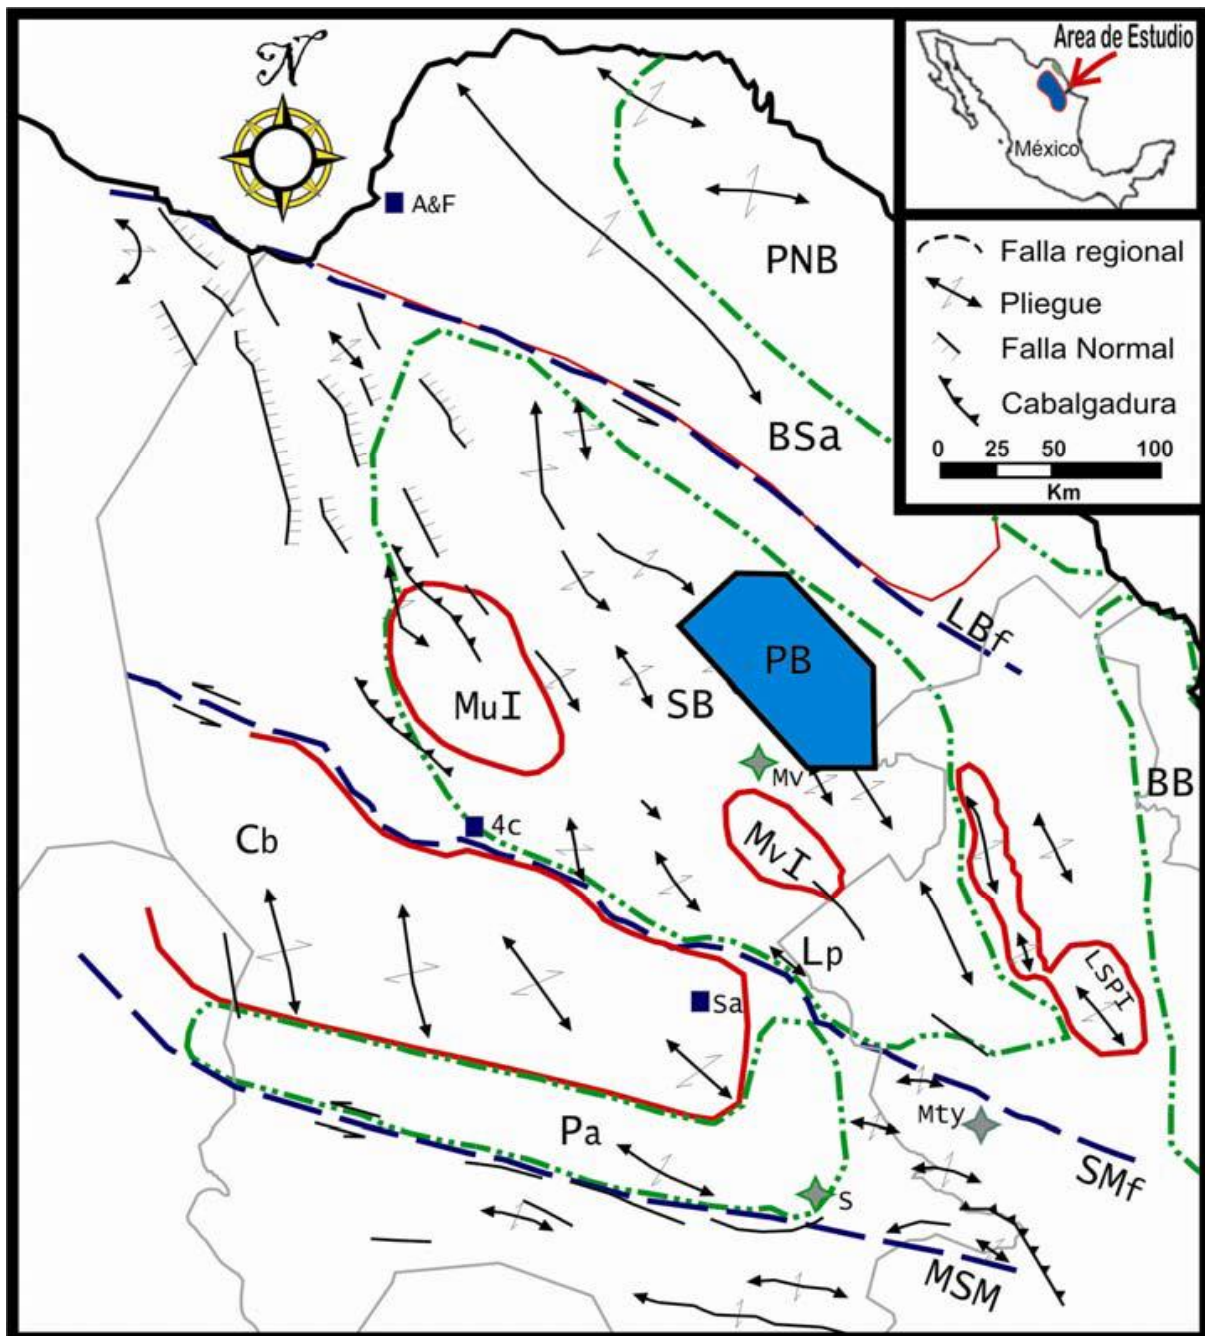 N
Área de Estudio
México
A&F
PNB
Falla regional
Pliegue
Falla Normal
Cabalgadura
0 25 50 100
Km
BSa
LBf
PB
SB
MuI
Mv
BB
4c
Cb
MvI
Lp
LSPI
Sa
Pa
Mty
SMf
S
MSM